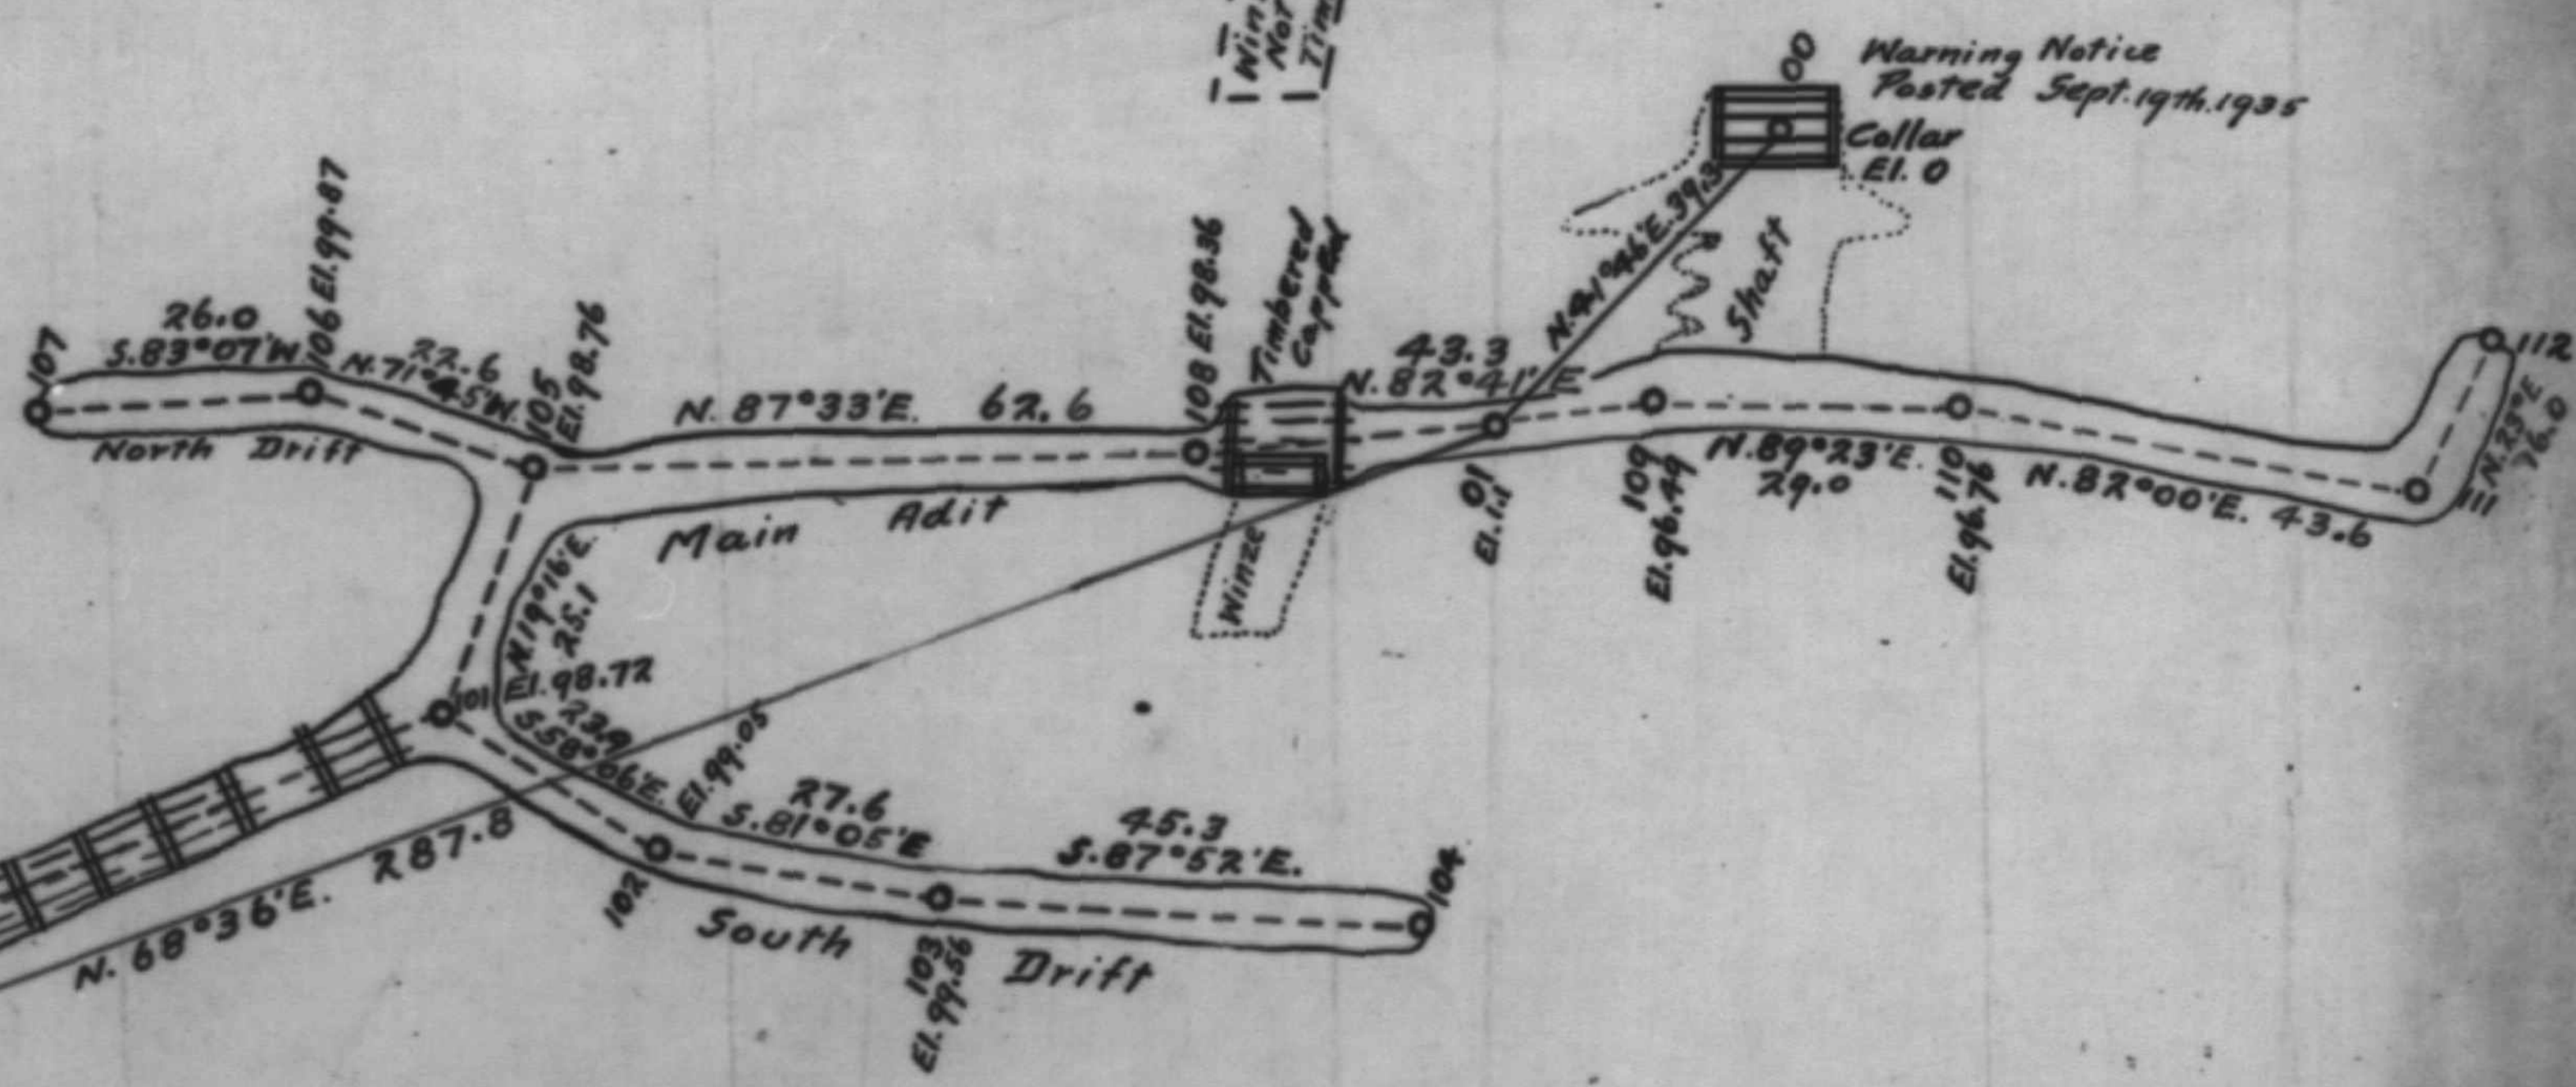 Win
Not
Tim
00
Warning Notice
Posted Sept. 19th. 1935
Collar
El. 0
N. 41°46'E. 39.3
Shaft
107
26.0
S. 83°07'W
106 El. 99.87
22.6
N. 71°45'W.
105
El. 98.76
North Drift
N. 87°33'E. 62.6
108 El. 98.36
Timbered
Capped
43.3
N. 82°41'E
Main Adit
Winze
01
El. 1.1
109
El. 96.49
N. 89°23'E.
29.0
110
El. 96.76
N. 82°00'E. 43.6
111
112
N. 23°E
N. 19°16'E.
25.1
101 El. 98.72
23.9
S. 58°06'E.
El. 99.05
102
27.6
S. 81°05'E
103
El. 99.56
45.3
S. 87°52'E.
104
South Drift
N. 68°36'E. 287.8